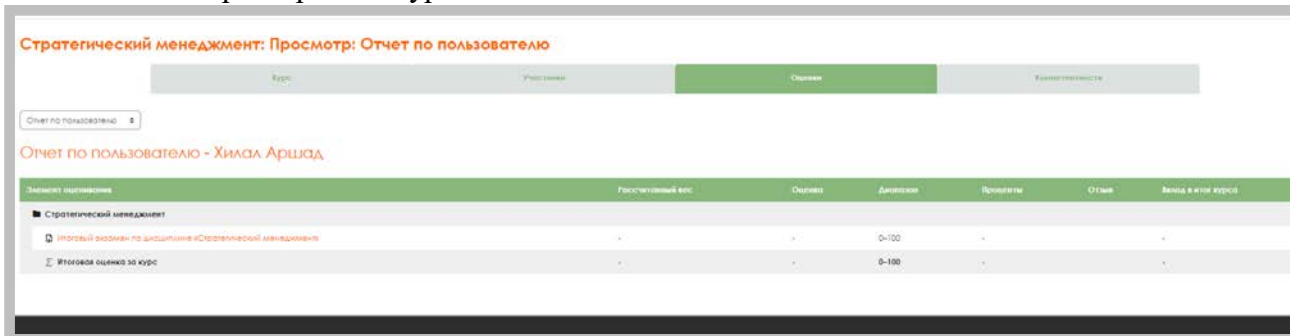 Стратегический менеджмент: Просмотр: Отчет по пользователю
Курс Участники Оценки Компетентности
Отчет по пользователю
Отчет по пользователю - Хилал Аршад
Элемент оценивания Рассчитанный вес Оценка Диапазон Проценты Отзыв Вклад в итог курса
Стратегический менеджмент
Итоговый экзамен по дисциплине «Стратегический менеджмент» - - 0–100 - -
Σ Итоговая оценка за курс - - 0–100 - -